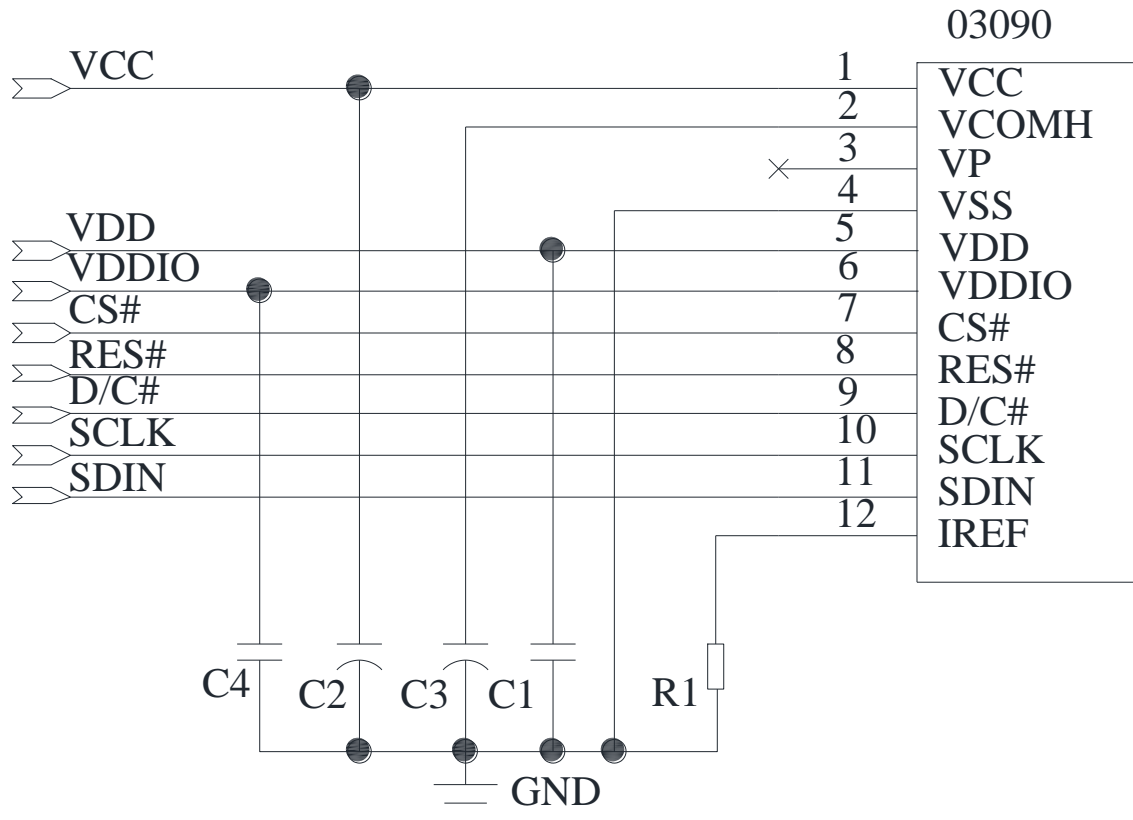 03090
VCC
1
VCC
2
VCOMH
3
VP
4
VSS
VDD
5
VDD
VDDIO
6
VDDIO
CS#
7
CS#
RES#
8
RES#
D/C#
9
D/C#
SCLK
10
SCLK
SDIN
11
SDIN
12
IREF
C4
C2
C3
C1
R1
GND